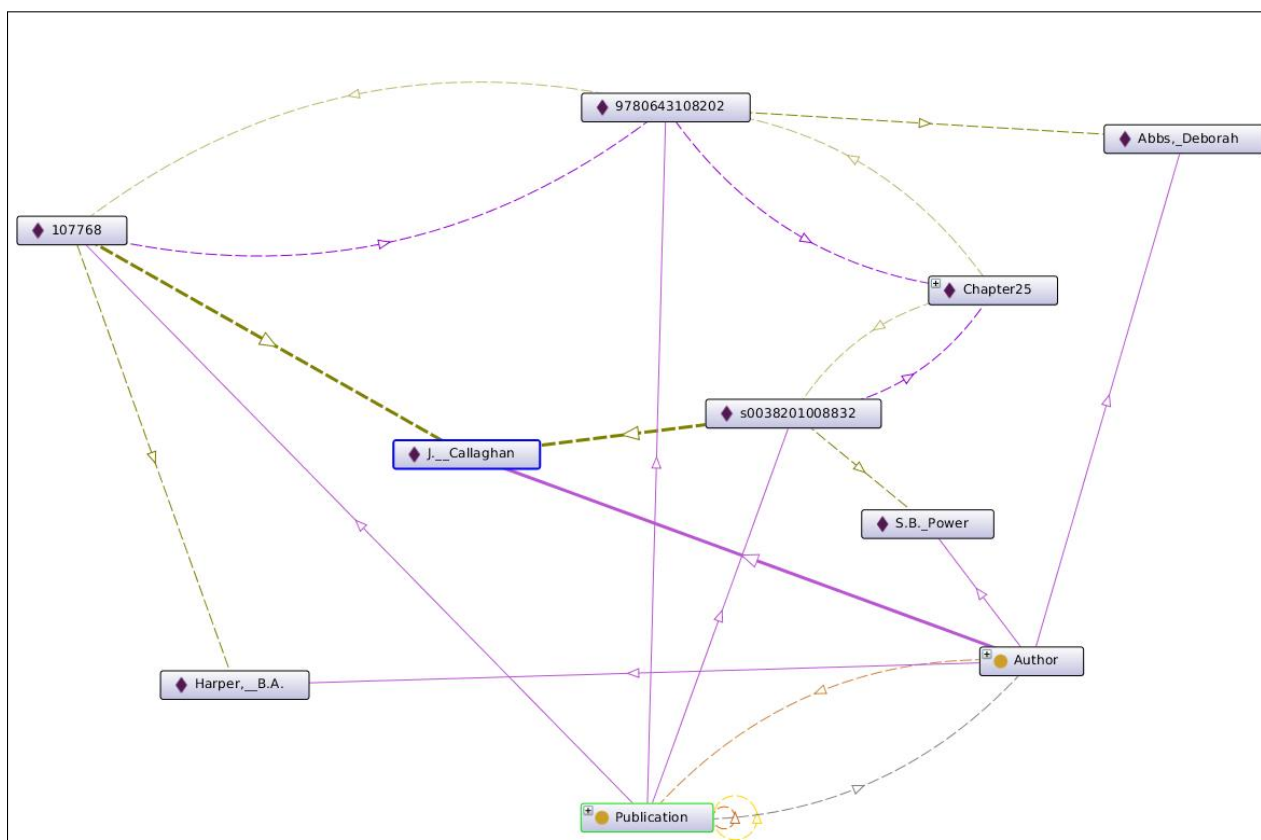 9780643108202
Abbs,_Deborah
107768
Chapter25
s0038201008832
J.__Callaghan
S.B._Power
Author
Harper,__B.A.
Publication